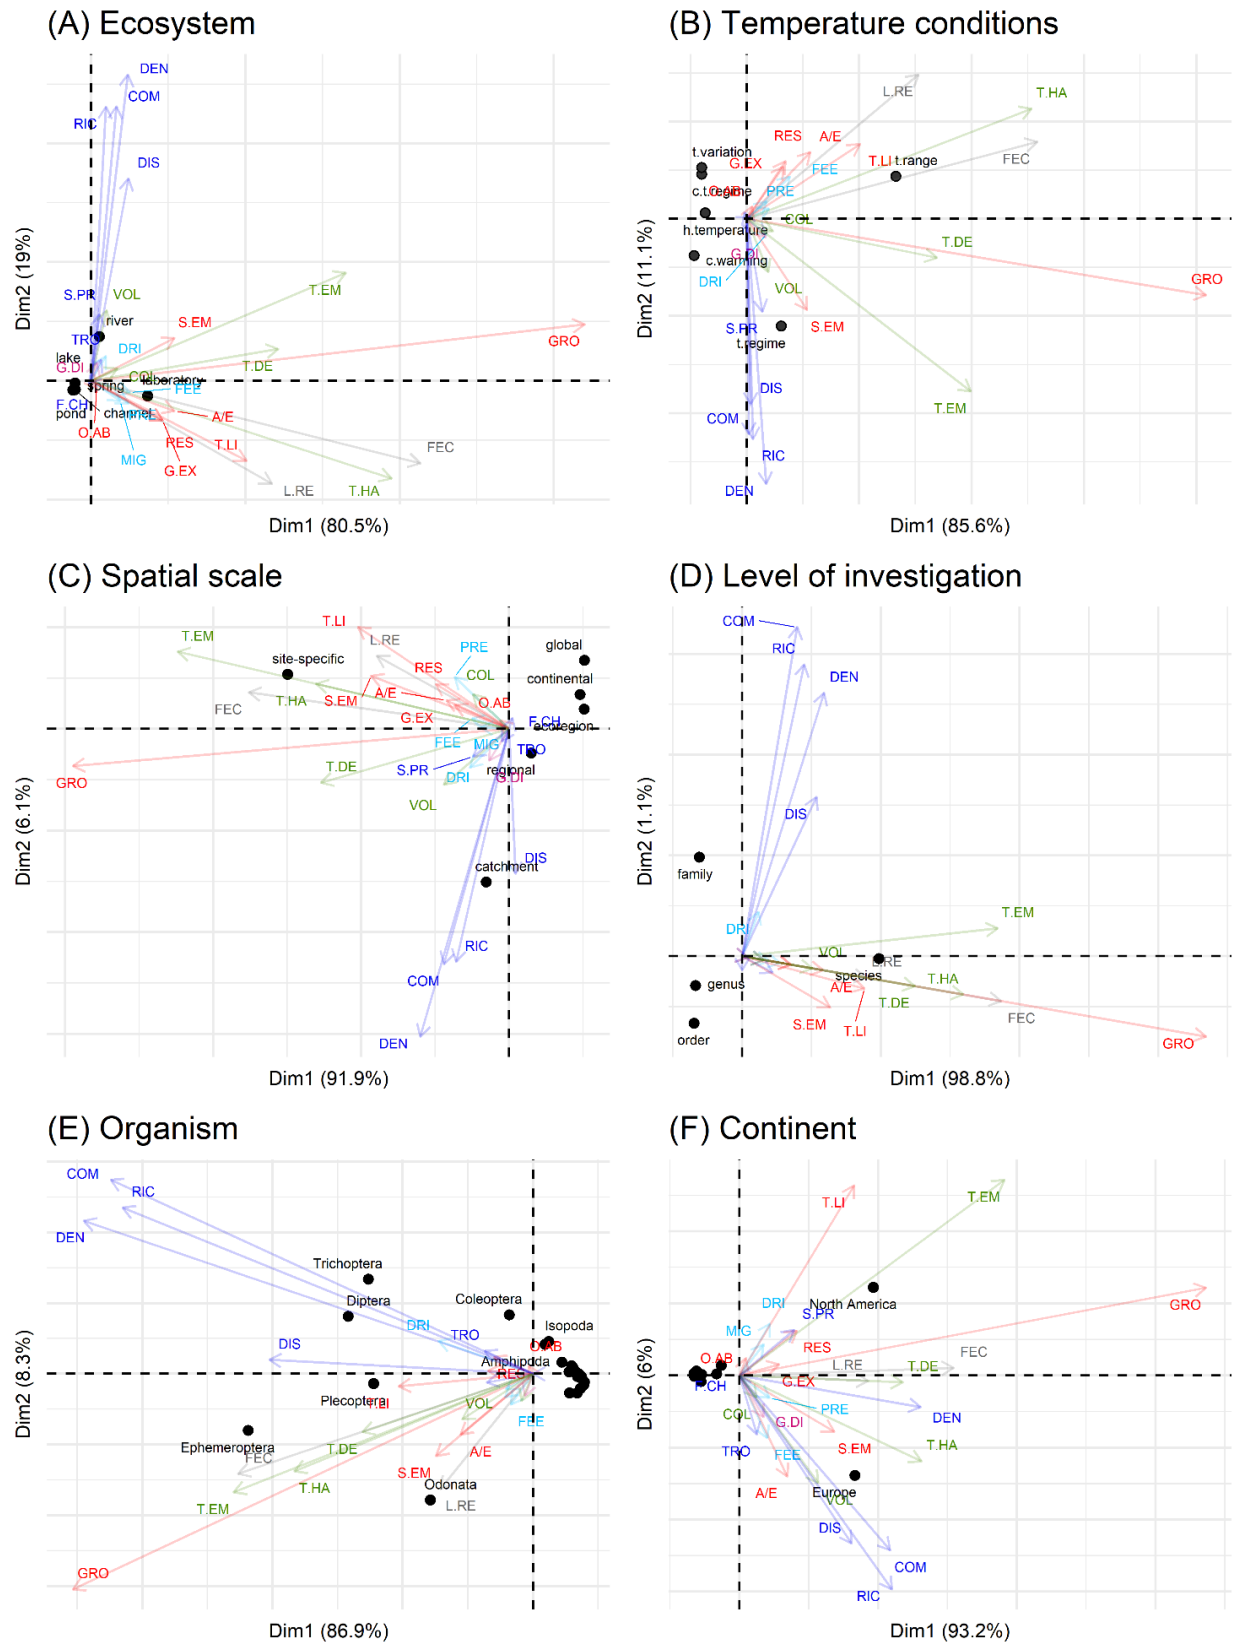 (A) Ecosystem
DEN
COM
RIC
DIS
T.EM
S.PR
VOL
river
S.EM
TRO
DRI
GRO
lake
G.DI
T.DE
COL
laboratory
spring
FEE
F.CH
pond
channel
PRE
A/E
O.AB
RES
T.LI
MIG
G.EX
FEC
L.RE
T.HA
Dim2 (19%)
Dim1 (80.5%)
(B) Temperature conditions
L.RE
T.HA
RES
A/E
t.variation
G.EX
FEE
T.LI
t.range
FEC
O.AB
c.t.regime
PRE
COL
h.temperature
T.DE
G.DI
c.warming
DRI
VOL
GRO
S.PR
S.EM
t.regime
DIS
COM
T.EM
RIC
DEN
Dim2 (11.1%)
Dim1 (85.6%)
(C) Spatial scale
T.LI
T.EM
L.RE
PRE
global
site-specific
RES
COL
continental
T.HA
S.EM
A/E
O.AB
FEC
G.EX
F.CH
ecoregion
FEE
MIG
TRO
T.DE
S.PR
regional
DRI
G.DI
GRO
VOL
DIS
catchment
RIC
COM
DEN
Dim2 (6.1%)
Dim1 (91.9%)
(D) Level of investigation
COM
RIC
DEN
DIS
family
DRI
T.EM
VOL
L.RE
species
genus
A/E
T.HA
T.DE
S.EM
T.LI
FEC
order
GRO
Dim2 (1.1%)
Dim1 (98.8%)
(E) Organism
COM
RIC
DEN
Trichoptera
Diptera
Coleoptera
DRI
Isopoda
TRO
DIS
O.AB
Amphipoda
RES
Plecoptera
T.LI
VOL
FEE
Ephemeroptera
T.DE
A/E
FEC
S.EM
T.HA
Odonata
T.EM
L.RE
GRO
Dim2 (8.3%)
Dim1 (86.9%)
(F) Continent
T.LI
T.EM
DRI
North America
S.PR
GRO
MIG
RES
O.AB
L.RE
T.DE
FEC
F.CH
G.EX
COL
PRE
G.DI
DEN
TRO
FEE
S.EM
T.HA
A/E
Europe
VOL
DIS
COM
RIC
Dim2 (6%)
Dim1 (93.2%)